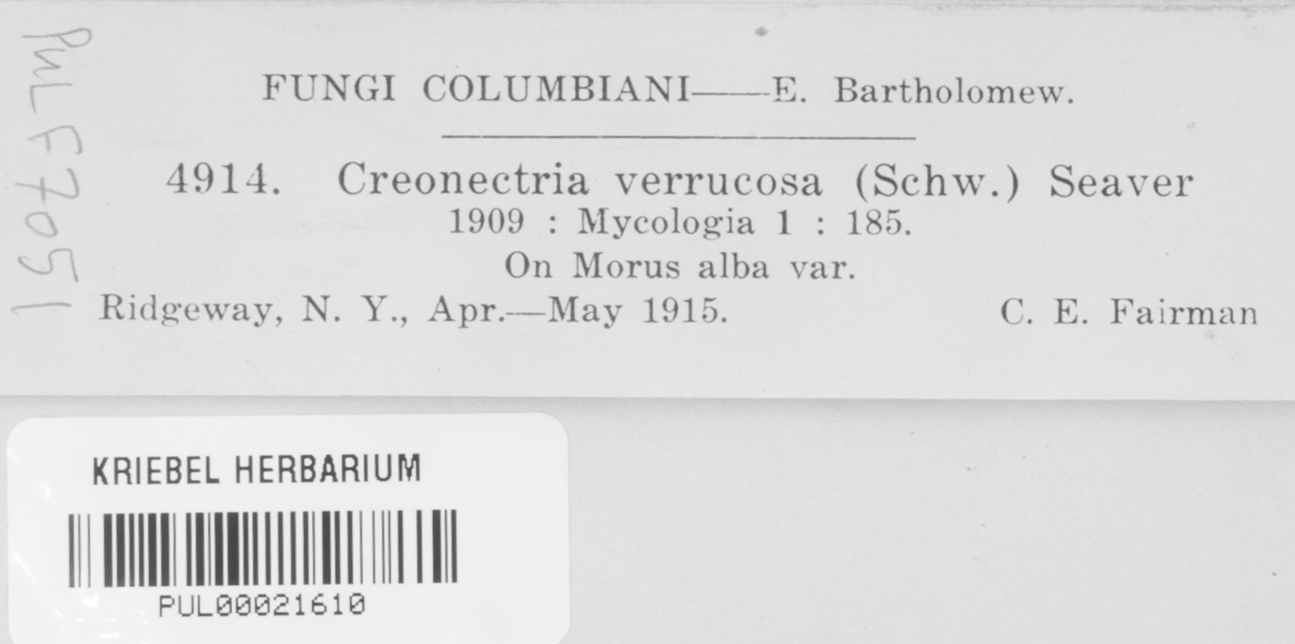 PUL F7051
FUNGI COLUMBIANI——E. Bartholomew.
4914. Creonectria verrucosa (Schw.) Seaver
1909 : Mycologia 1 : 185.
On Morus alba var.
Ridgeway, N. Y., Apr.—May 1915. C. E. Fairman
KRIEBEL HERBARIUM
PUL00021610